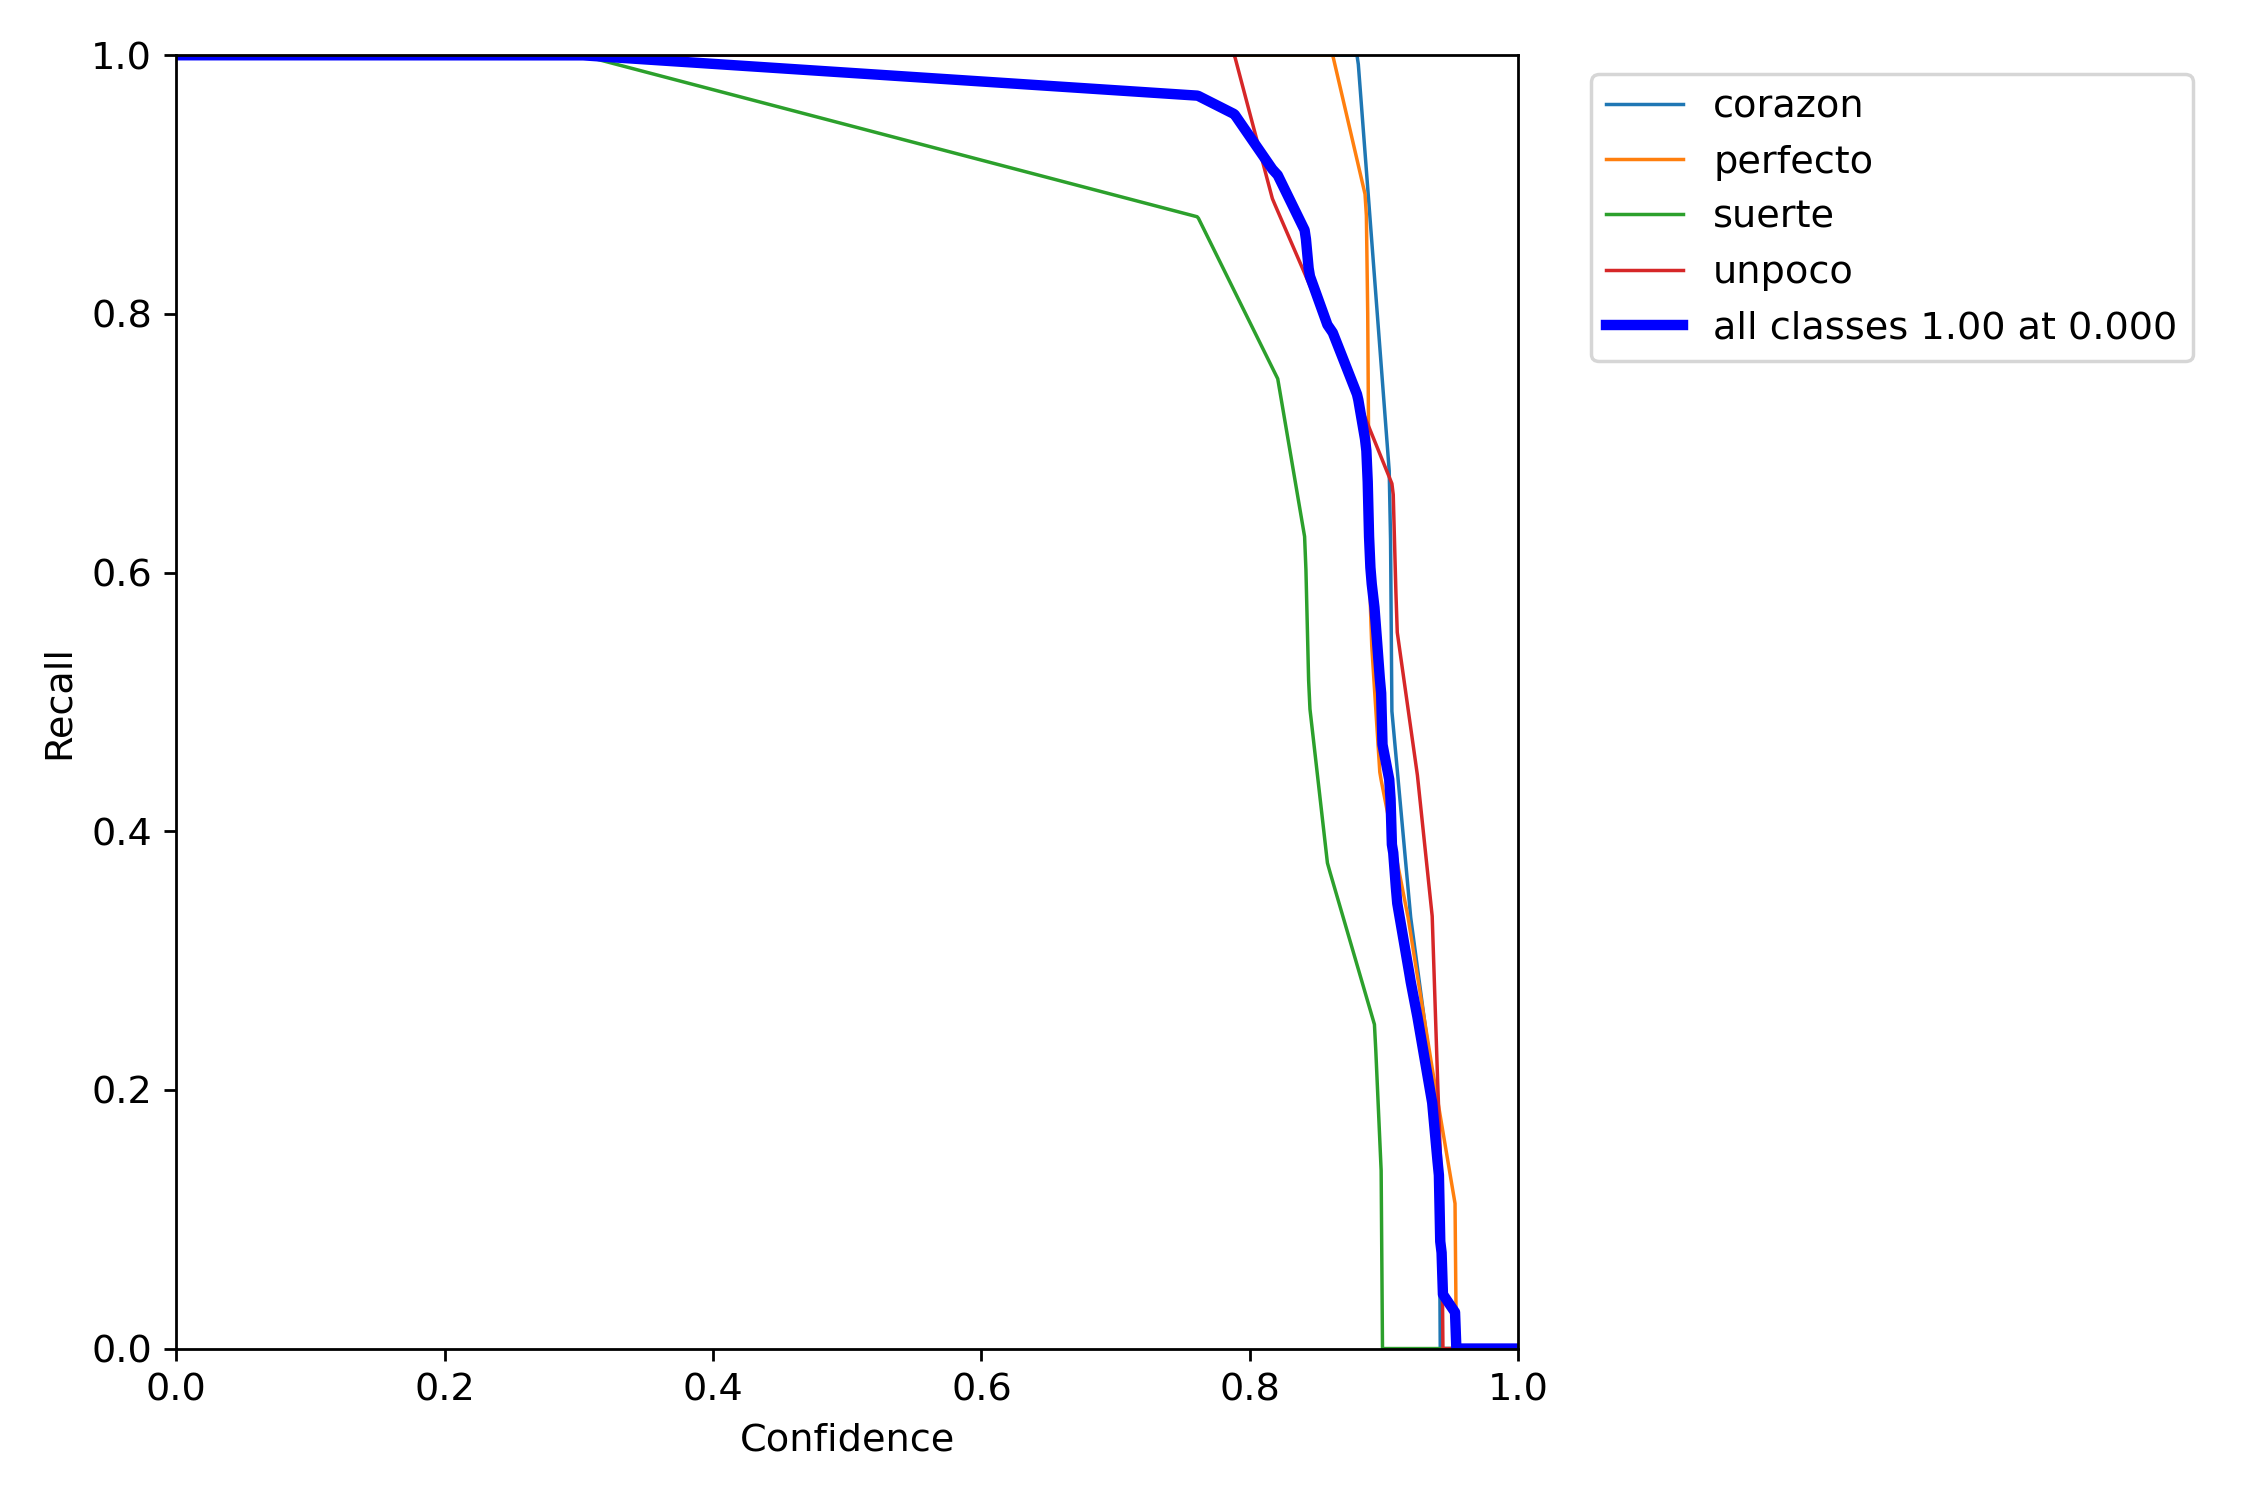 1.0
0.8
0.6
0.4
0.2
0.0
Recall
0.0 0.2 0.4 0.6 0.8 1.0
Confidence
corazon
perfecto
suerte
unpoco
all classes 1.00 at 0.000